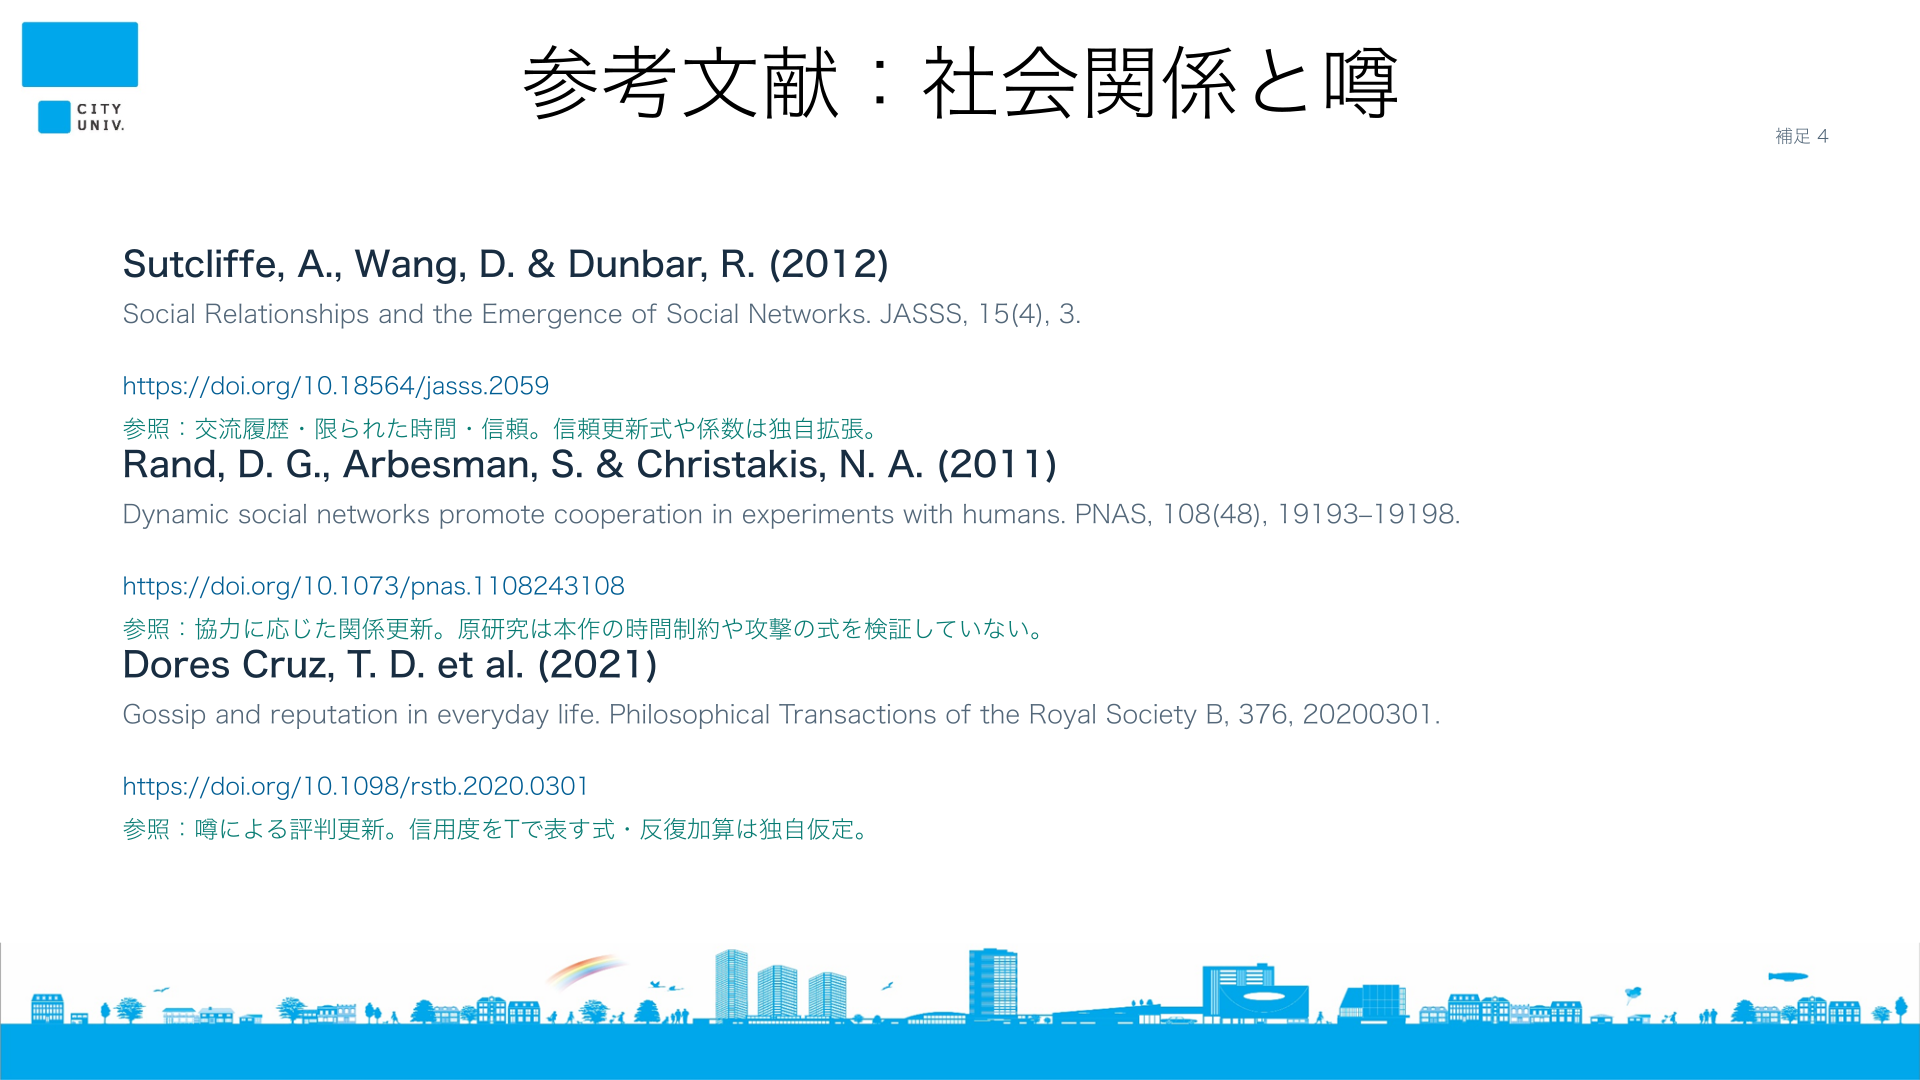 CITY
UNIV.
参考文献：社会関係と噂
補足 4
Sutcliffe, A., Wang, D. & Dunbar, R. (2012)
Social Relationships and the Emergence of Social Networks. JASSS, 15(4), 3.
https://doi.org/10.18564/jasss.2059
参照：交流履歴・限られた時間・信頼。信頼更新式や係数は独自拡張。
Rand, D. G., Arbesman, S. & Christakis, N. A. (2011)
Dynamic social networks promote cooperation in experiments with humans. PNAS, 108(48), 19193–19198.
https://doi.org/10.1073/pnas.1108243108
参照：協力に応じた関係更新。原研究は本作の時間制約や攻撃の式を検証していない。
Dores Cruz, T. D. et al. (2021)
Gossip and reputation in everyday life. Philosophical Transactions of the Royal Society B, 376, 20200301.
https://doi.org/10.1098/rstb.2020.0301
参照：噂による評判更新。信用度をTで表す式・反復加算は独自仮定。